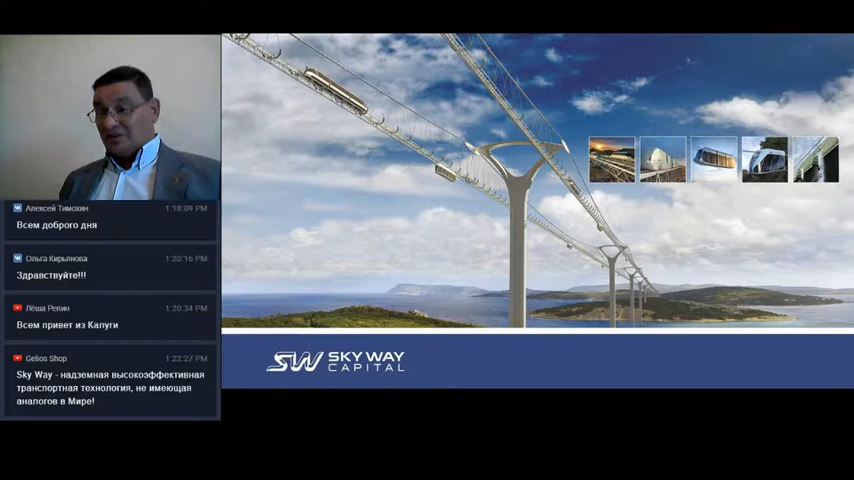 Алексей Тимохин 1:18:09 PM
Всем доброго дня
Ольга Кирьянова 1:20:16 PM
Здравствуйте!!!
Лёша Репин 1:20:34 PM
Всем привет из Калуги
Gelios Shop 1:22:27 PM
Sky Way - надземная высокоэффективная
транспортная технология, не имеющая
аналогов в Мире!
SW SKY WAY
CAPITAL